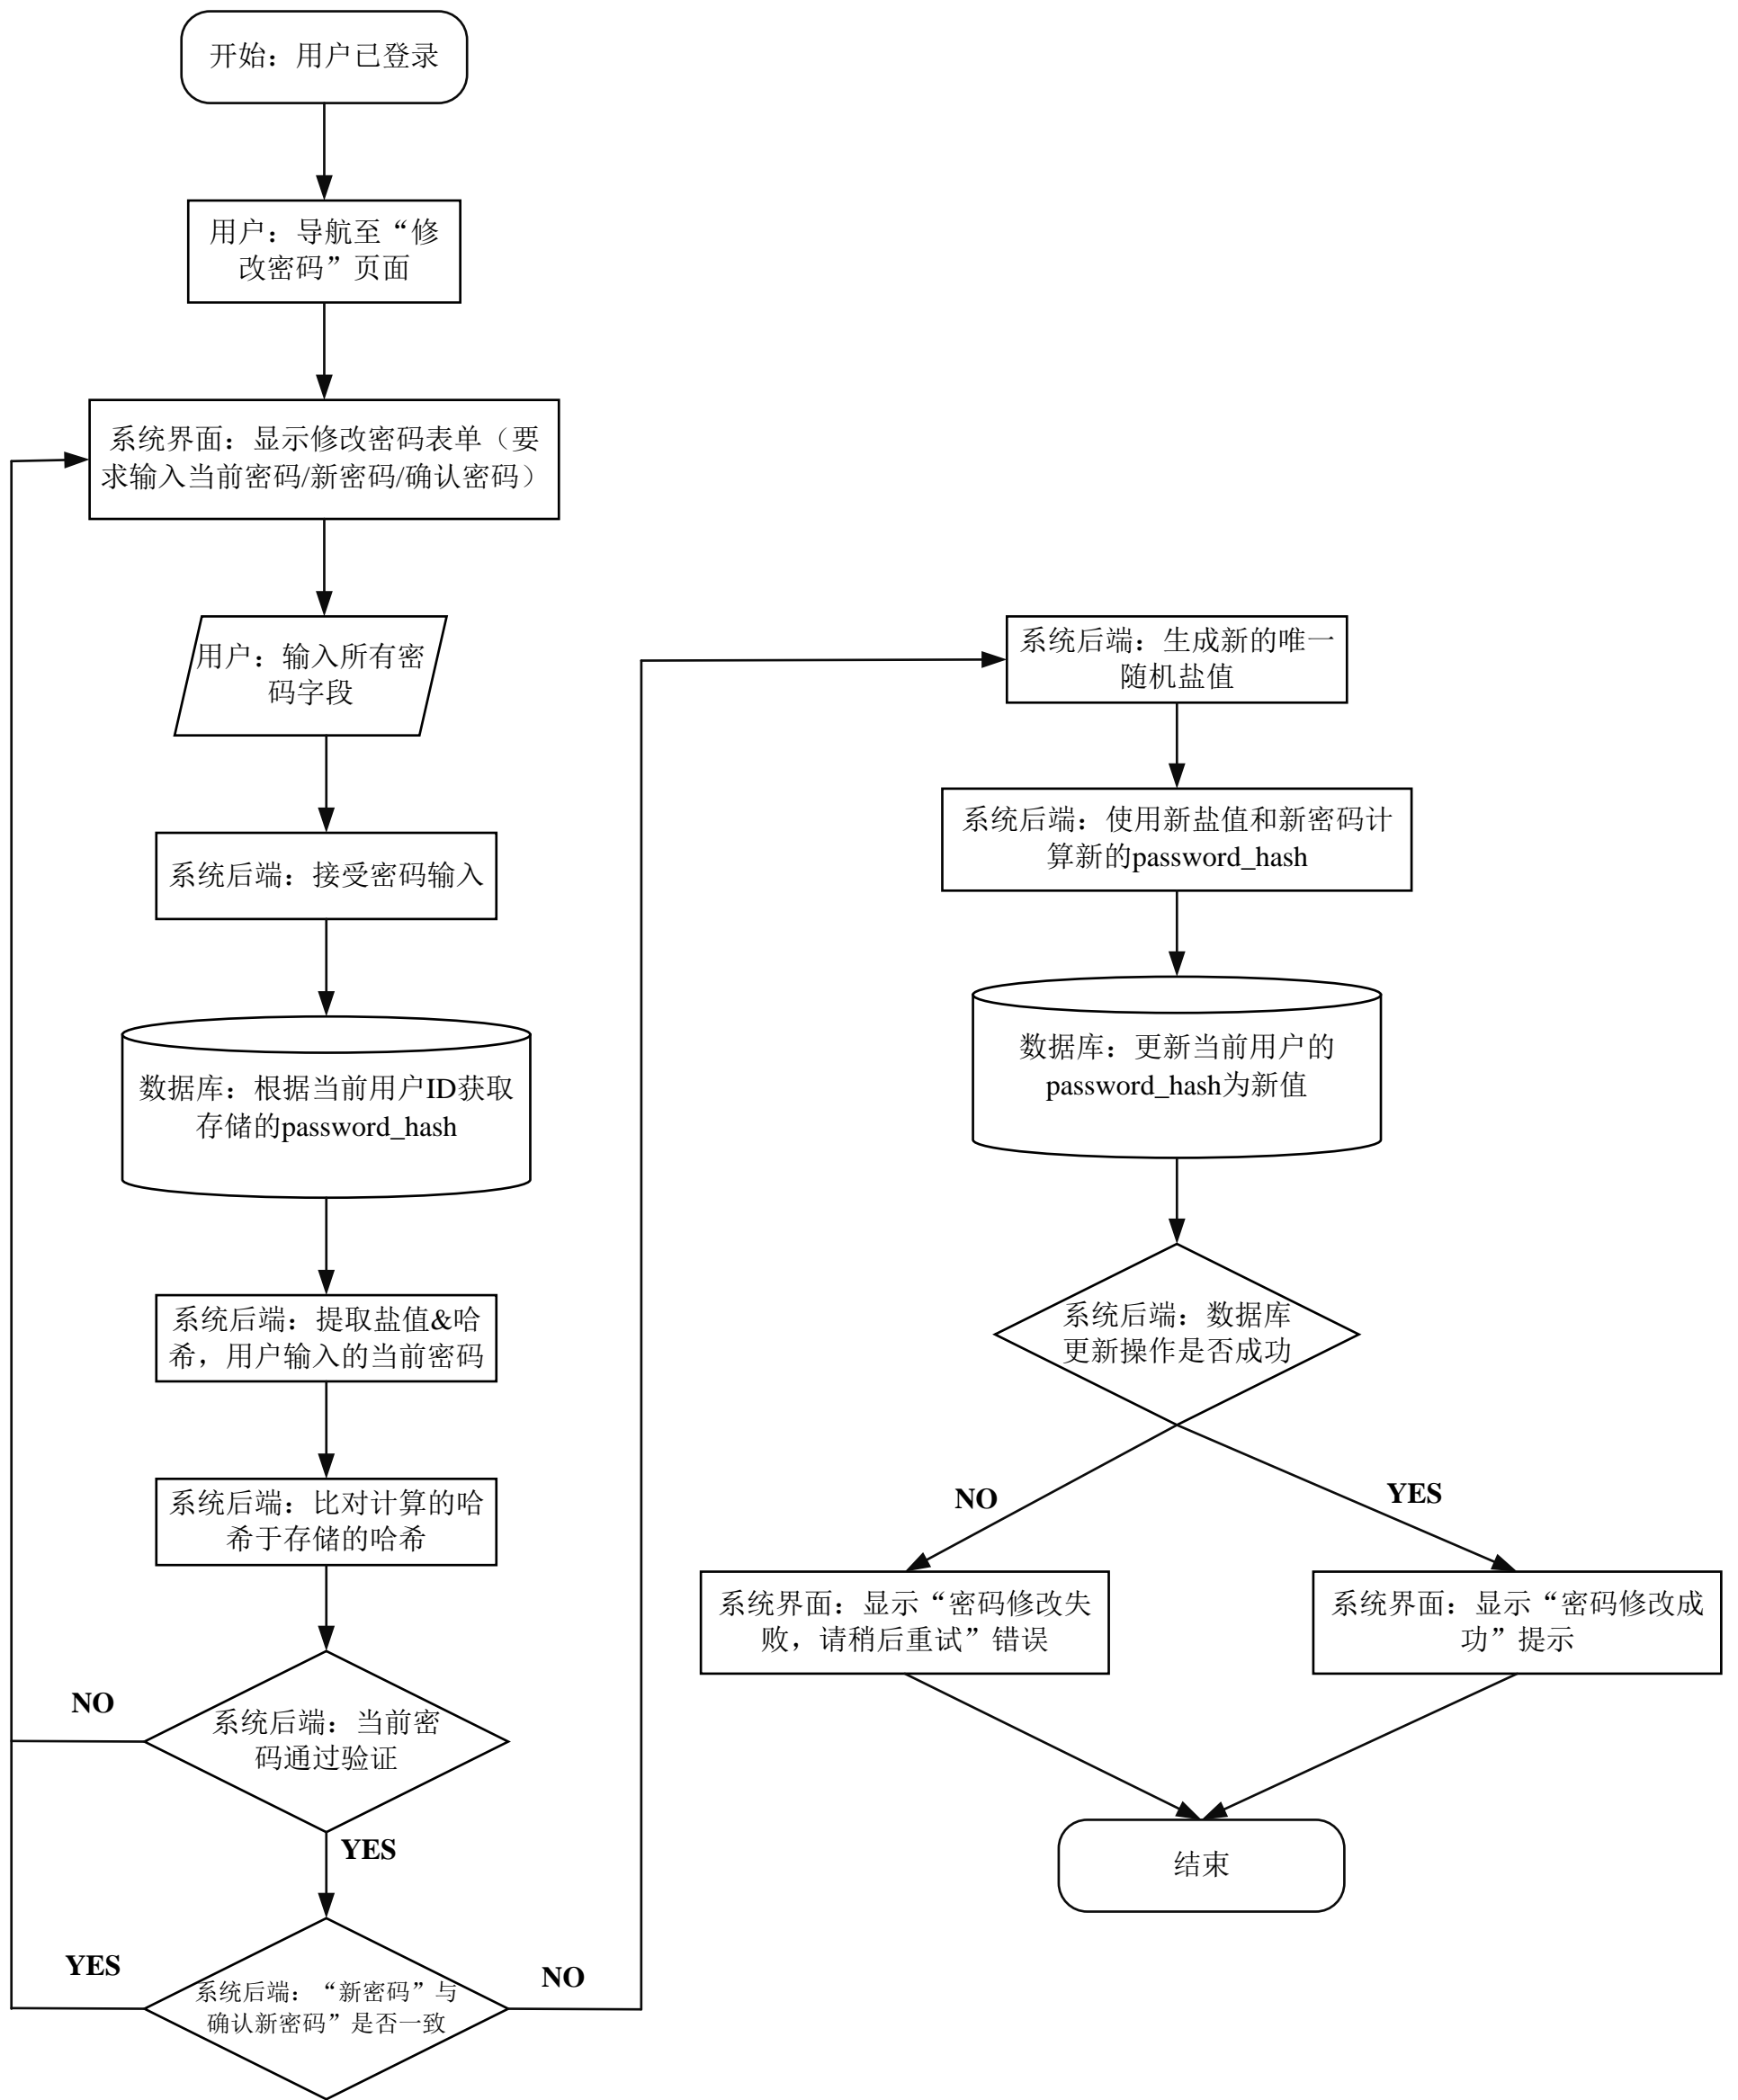 开始：用户已登录
用户：导航至“修
改密码”页面
系统界面：显示修改密码表单（要
求输入当前密码/新密码/确认密码）
用户：输入所有密
码字段
系统后端：接受密码输入
数据库：根据当前用户ID获取
存储的password_hash
系统后端：提取盐值&哈
希，用户输入的当前密码
系统后端：比对计算的哈
希于存储的哈希
NO
系统后端：当前密
码通过验证
YES
YES
系统后端：“新密码”与
确认新密码”是否一致
NO
系统后端：生成新的唯一
随机盐值
系统后端：使用新盐值和新密码计
算新的password_hash
数据库：更新当前用户的
password_hash为新值
系统后端：数据库
更新操作是否成功
NO
YES
系统界面：显示“密码修改失
败，请稍后重试”错误
系统界面：显示“密码修改成
功”提示
结束